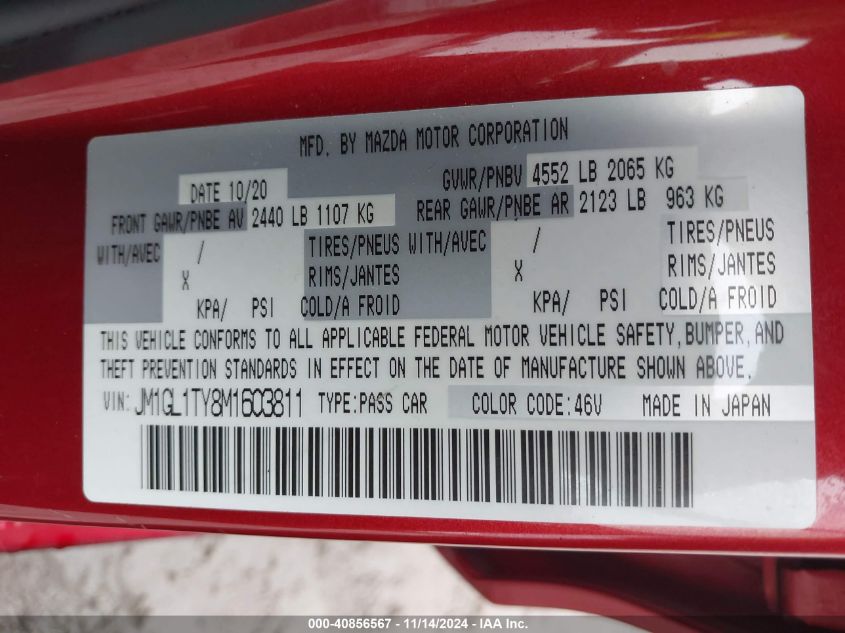 MFD. BY MAZDA MOTOR CORPORATION
DATE 10/20 GVWR/PNBV 4552 LB 2065 KG
FRONT GAWR/PNBE AV 2440 LB 1107 KG REAR GAWR/PNBE AR 2123 LB 963 KG
WITH/AVEC / TIRES/PNEUS WITH/AVEC / TIRES/PNEUS
X RIMS/JANTES X RIMS/JANTES
KPA/ PSI COLD/A FROID KPA/ PSI COLD/A FROID
THIS VEHICLE CONFORMS TO ALL APPLICABLE FEDERAL MOTOR VEHICLE SAFETY, BUMPER, AND
THEFT PREVENTION STANDARDS IN EFFECT ON THE DATE OF MANUFACTURE SHOWN ABOVE.
VIN: JM1GL1TY8M1603811 TYPE:PASS CAR COLOR CODE:46V MADE IN JAPAN
000-40856567 - 11/14/2024 - IAA Inc.